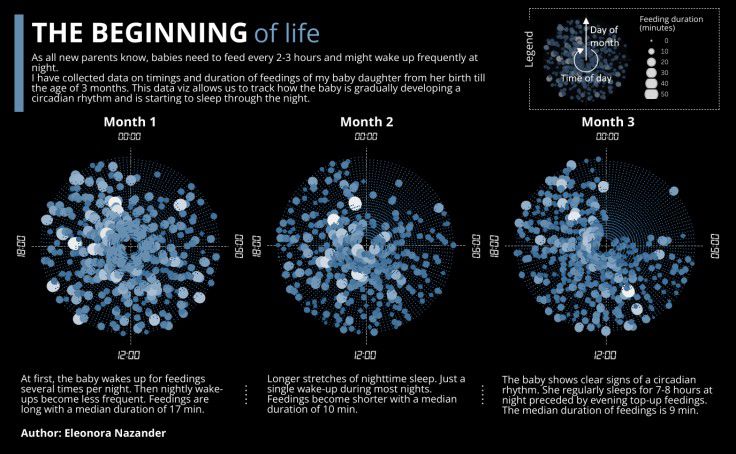 THE BEGINNING of life
As all new parents know, babies need to feed every 2-3 hours and might wake up frequently at
night.
I have collected data on timings and duration of feedings of my baby daughter from her birth till
the age of 3 months. This data viz allows us to track how the baby is gradually developing a
circadian rhythm and is starting to sleep through the night.
Legend
Day of
month
Time of day
Feeding duration
(minutes)
0
10
20
30
40
50
Month 1
00:00
06:00
12:00
18:00
Month 2
00:00
06:00
12:00
18:00
Month 3
00:00
06:00
12:00
18:00
At first, the baby wakes up for feedings
several times per night. Then nightly wake-
ups become less frequent. Feedings are
long with a median duration of 17 min.
Longer stretches of nighttime sleep. Just a
single wake-up during most nights.
Feedings become shorter with a median
duration of 10 min.
The baby shows clear signs of a circadian
rhythm. She regularly sleeps for 7-8 hours at
night preceded by evening top-up feedings.
The median duration of feedings is 9 min.
Author: Eleonora Nazander